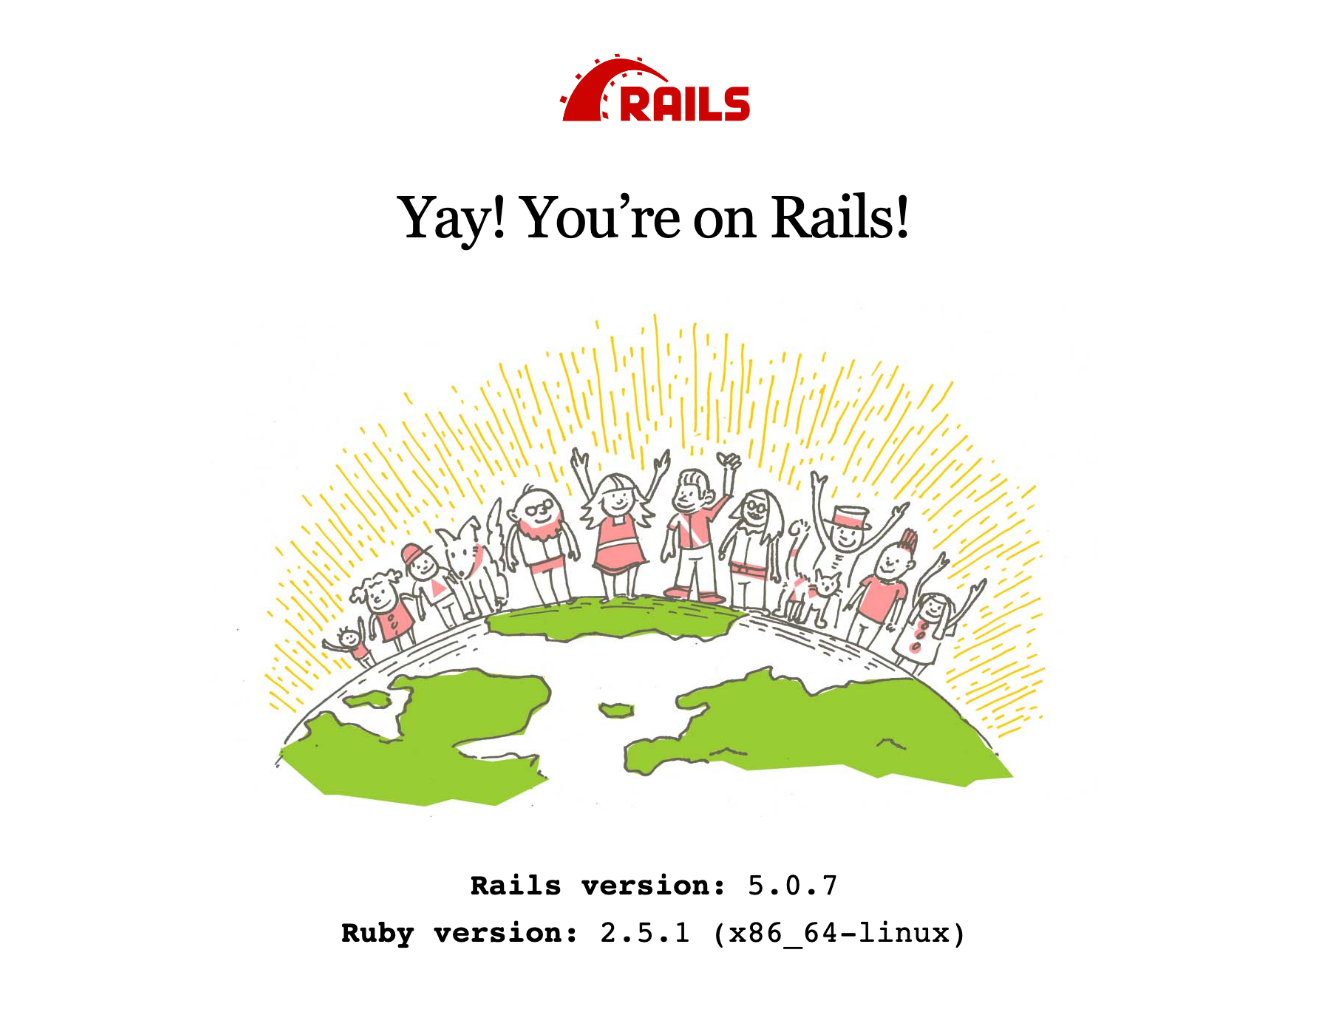 RAILS
Yay! You’re on Rails!
Rails version: 5.0.7
Ruby version: 2.5.1 (x86_64-linux)